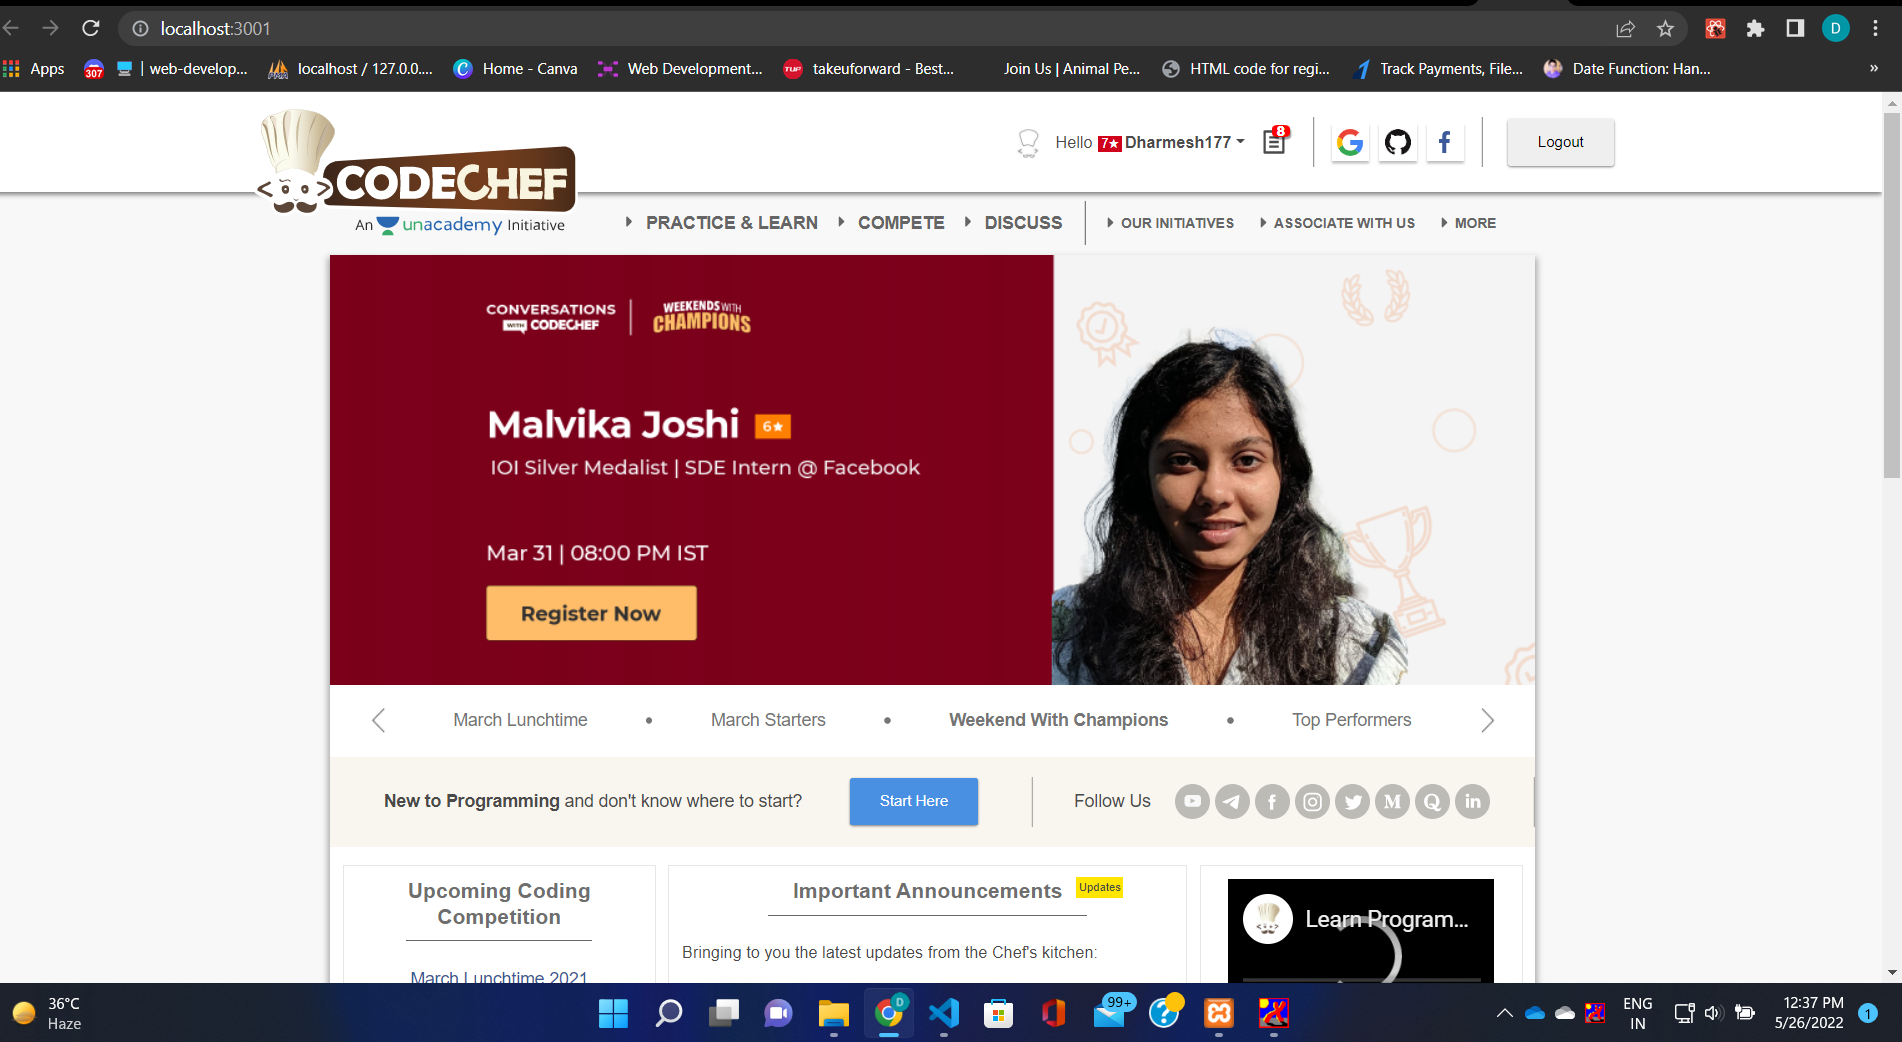 localhost:3001
Apps
307
| web-develop...
localhost / 127.0.0....
Home - Canva
Web Development...
TUF
takeuforward - Best...
Join Us | Animal Pe...
HTML code for regi...
Track Payments, File...
Date Function: Han...
»
D
CODECHEF
An unacademy Initiative
Hello 7★ Dharmesh177
8
Logout
PRACTICE & LEARN
COMPETE
DISCUSS
OUR INITIATIVES
ASSOCIATE WITH US
MORE
CONVERSATIONS
WITH CODECHEF
WEEKENDS WITH
CHAMPIONS
Malvika Joshi 6★
IOI Silver Medalist | SDE Intern @ Facebook
Mar 31 | 08:00 PM IST
Register Now
March Lunchtime
March Starters
Weekend With Champions
Top Performers
New to Programming and don't know where to start?
Start Here
Follow Us
Upcoming Coding
Competition
March Lunchtime 2021
Important Announcements Updates
Bringing to you the latest updates from the Chef's kitchen:
Learn Program...
36°C
Haze
D
99+
ENG
IN
12:37 PM
5/26/2022
1